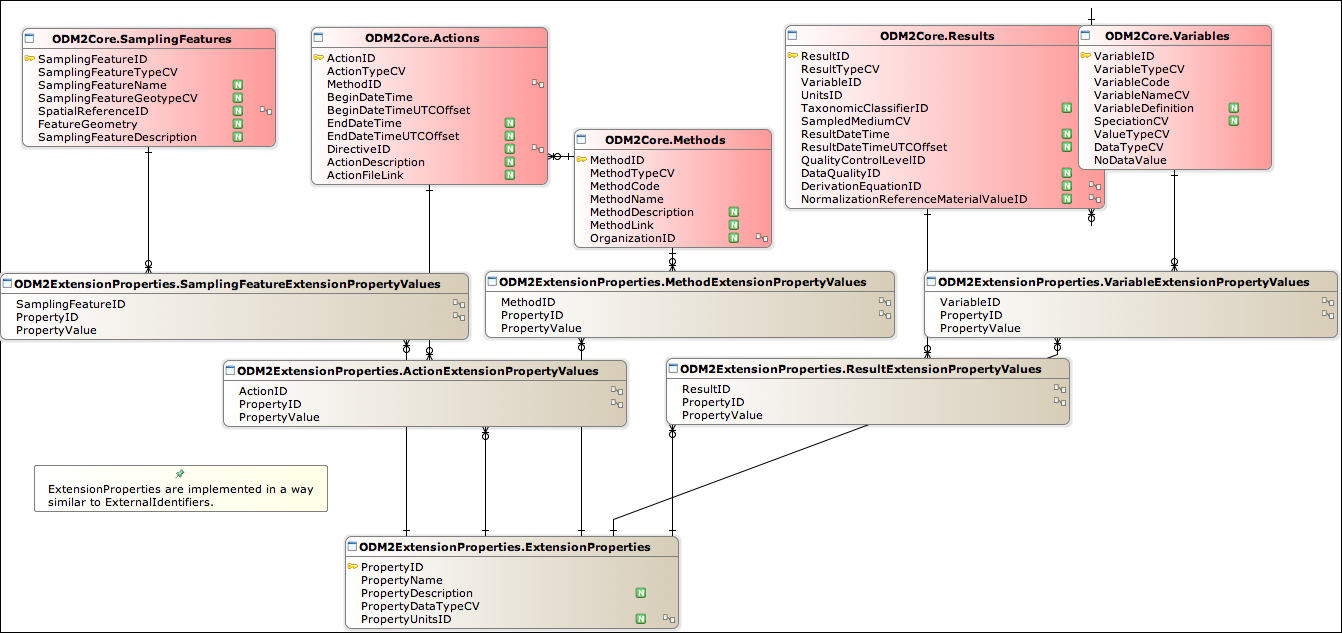 ODM2Core.SamplingFeatures
SamplingFeatureID
SamplingFeatureTypeCV
SamplingFeatureName N
SamplingFeatureGeotypeCV N
SpatialReferenceID N
FeatureGeometry N
SamplingFeatureDescription N
ODM2Core.Actions
ActionID
ActionTypeCV
MethodID
BeginDateTime
BeginDateTimeUTCOffset
EndDateTime N
EndDateTimeUTCOffset N
DirectiveID N
ActionDescription N
ActionFileLink N
ODM2Core.Methods
MethodID
MethodTypeCV
MethodCode
MethodName
MethodDescription N
MethodLink N
OrganizationID N
ODM2Core.Results
ResultID
ResultTypeCV
VariableID
UnitsID
TaxonomicClassifierID N
SampledMediumCV
ResultDateTime N
ResultDateTimeUTCOffset N
QualityControlLevelID
DataQualityID N
DerivationEquationID N
NormalizationReferenceMaterialValueID N
ODM2Core.Variables
VariableID
VariableTypeCV
VariableCode
VariableNameCV
VariableDefinition N
SpeciationCV N
ValueTypeCV
DataTypeCV
NoDataValue
ODM2ExtensionProperties.SamplingFeatureExtensionPropertyValues
SamplingFeatureID
PropertyID
PropertyValue
ODM2ExtensionProperties.MethodExtensionPropertyValues
MethodID
PropertyID
PropertyValue
ODM2ExtensionProperties.VariableExtensionPropertyValues
VariableID
PropertyID
PropertyValue
ODM2ExtensionProperties.ActionExtensionPropertyValues
ActionID
PropertyID
PropertyValue
ODM2ExtensionProperties.ResultExtensionPropertyValues
ResultID
PropertyID
PropertyValue
ExtensionProperties are implemented in a way
similar to ExternalIdentifiers.
ODM2ExtensionProperties.ExtensionProperties
PropertyID
PropertyName
PropertyDescription N
PropertyDataTypeCV
PropertyUnitsID N